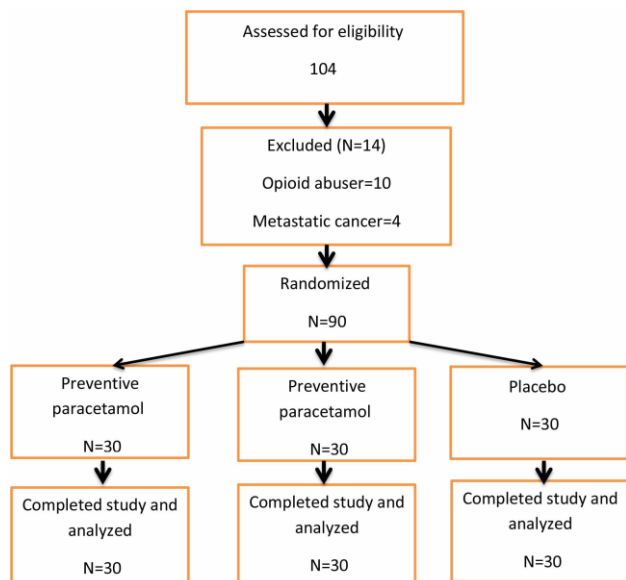 Assessed for eligibility
104
Excluded (N=14)
Opioid abuser=10
Metastatic cancer=4
Randomized
N=90
Preventive
paracetamol
N=30
Preventive
paracetamol
N=30
Placebo
N=30
Completed study and
analyzed
N=30
Completed study and
analyzed
N=30
Completed study and
analyzed
N=30